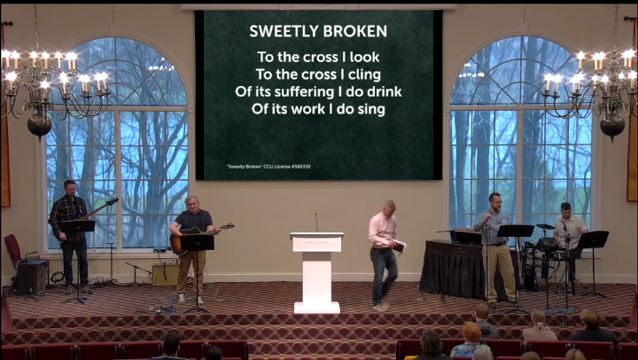 SWEETLY BROKEN
To the cross I look
To the cross I cling
Of its suffering I do drink
Of its work I do sing
"Sweetly Broken" CCLI License #588330